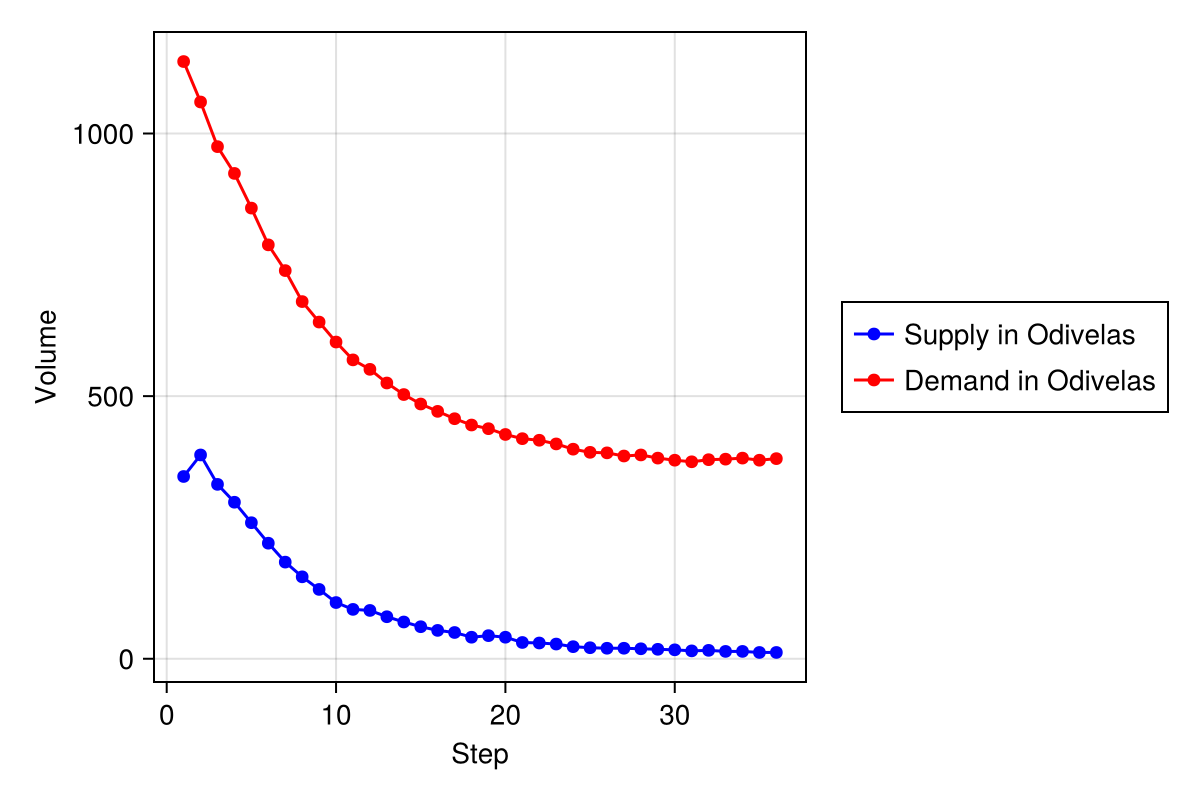 1000
500
0
Volume
0 10 20 30
Step
Supply in Odivelas
Demand in Odivelas